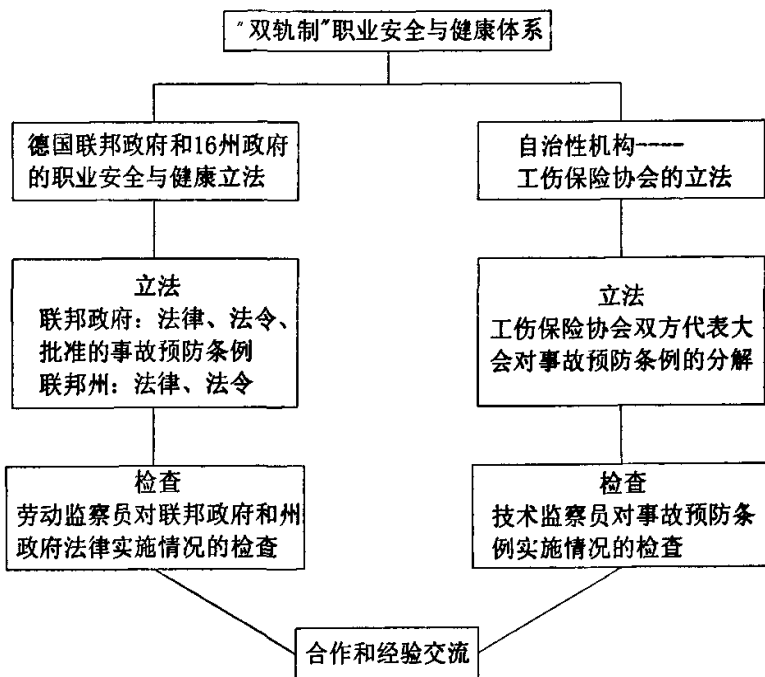 “双轨制”职业安全与健康体系
德国联邦政府和16州政府
的职业安全与健康立法
自治性机构----
工伤保险协会的立法
立法
联邦政府：法律、法令、
批准的事故预防条例
联邦州：法律、法令
立法
工伤保险协会双方代表大
会对事故预防条例的分解
检查
劳动监察员对联邦政府和州
政府法律实施情况的检查
检查
技术监察员对事故预防条
例实施情况的检查
合作和经验交流